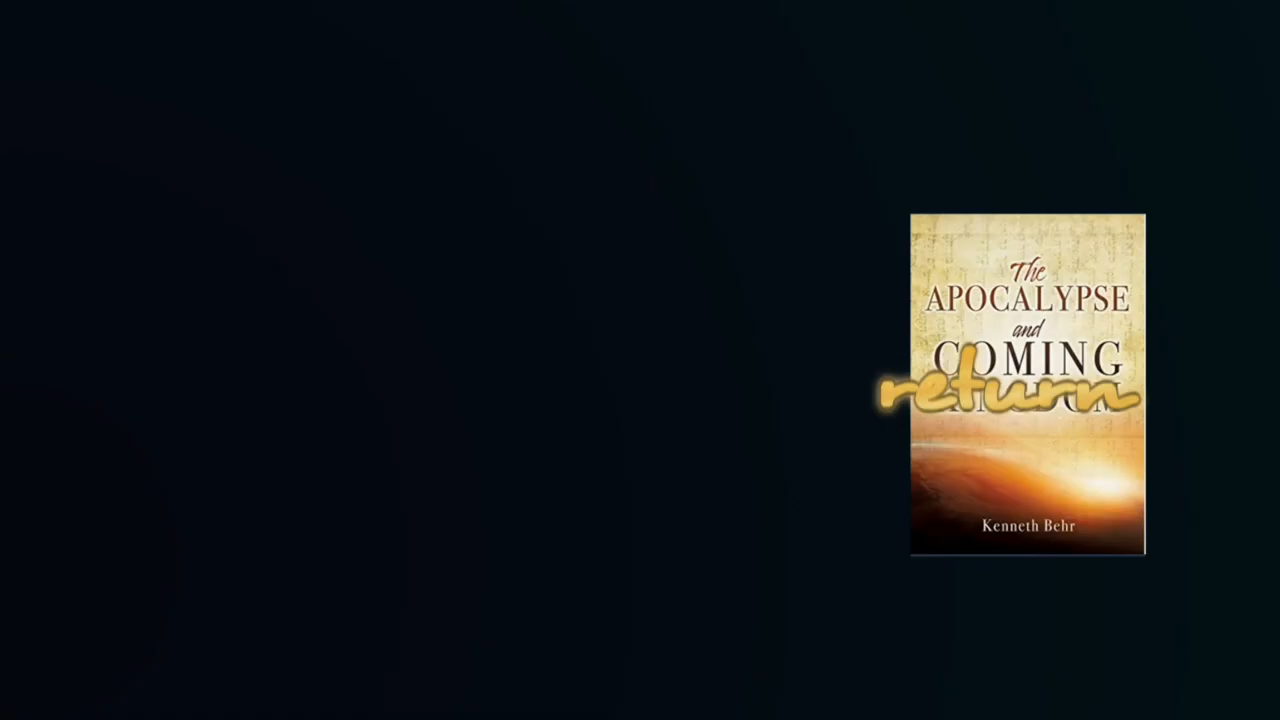 The
APOCALYPSE
and
COMING
return
Kenneth Behr